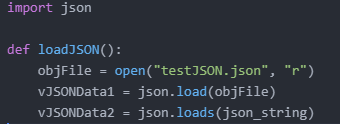 import json
def loadJSON():
    objFile = open("testJSON.json", "r")
    vJSONData1 = json.load(objFile)
    vJSONData2 = json.loads(json_string)